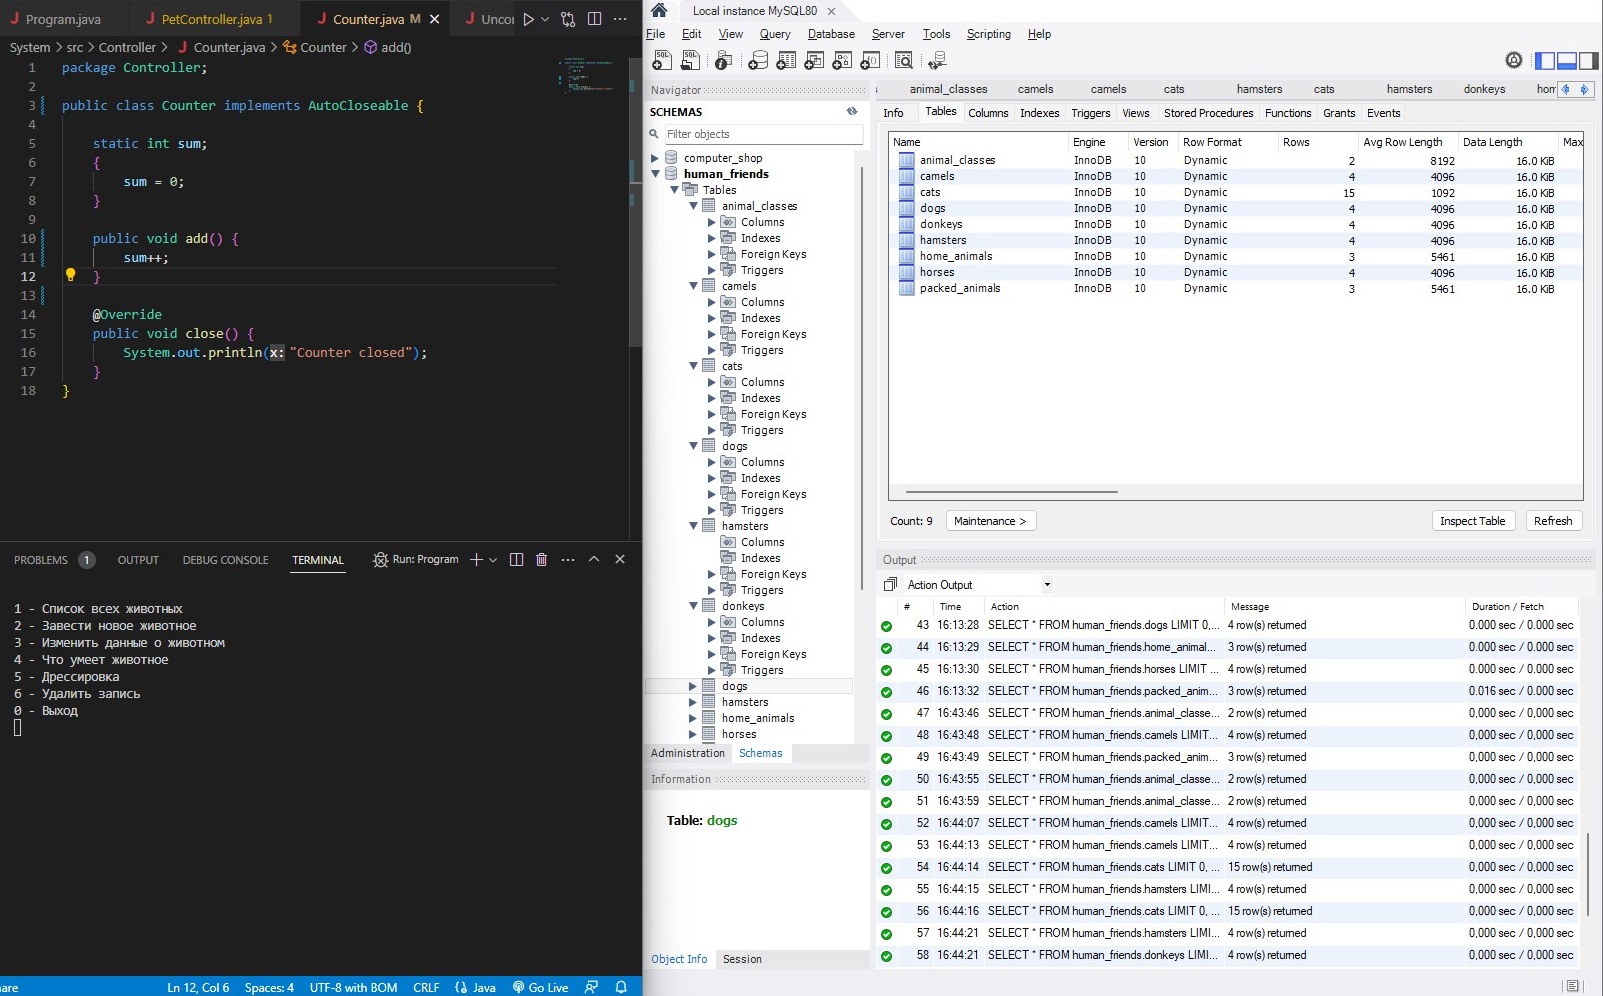 Program.java PetController.java 1 Counter.java M Uncor
System > src > Controller > Counter.java > Counter > add()
1 package Controller;
2
3 public class Counter implements AutoCloseable {
4
5 static int sum;
6 {
7 sum = 0;
8 }
9
10 public void add() {
11 sum++;
12 }
13
14 @Override
15 public void close() {
16 System.out.println(x: "Counter closed");
17 }
18 }
PROBLEMS 1 OUTPUT DEBUG CONSOLE TERMINAL Run: Program
1 - Список всех животных
2 - Завести новое животное
3 - Изменить данные о животном
4 - Что умеет животное
5 - Дрессировка
6 - Удалить запись
0 - Выход
are Ln 12, Col 6 Spaces: 4 UTF-8 with BOM CRLF {} Java Go Live
Local instance MySQL80
File Edit View Query Database Server Tools Scripting Help
Navigator
SCHEMAS
Filter objects
computer_shop
human_friends
Tables
animal_classes
Columns
Indexes
Foreign Keys
Triggers
camels
Columns
Indexes
Foreign Keys
Triggers
cats
Columns
Indexes
Foreign Keys
Triggers
dogs
Columns
Indexes
Foreign Keys
Triggers
hamsters
Columns
Indexes
Foreign Keys
Triggers
donkeys
Columns
Indexes
Foreign Keys
Triggers
dogs
hamsters
home_animals
horses
Administration Schemas
Information
Table: dogs
Object Info Session
s animal_classes camels camels cats hamsters cats hamsters donkeys horr
Info Tables Columns Indexes Triggers Views Stored Procedures Functions Grants Events
Name Engine Version Row Format Rows Avg Row Length Data Length Max
animal_classes InnoDB 10 Dynamic 2 8192 16.0 KiB
camels InnoDB 10 Dynamic 4 4096 16.0 KiB
cats InnoDB 10 Dynamic 15 1092 16.0 KiB
dogs InnoDB 10 Dynamic 4 4096 16.0 KiB
donkeys InnoDB 10 Dynamic 4 4096 16.0 KiB
hamsters InnoDB 10 Dynamic 4 4096 16.0 KiB
home_animals InnoDB 10 Dynamic 3 5461 16.0 KiB
horses InnoDB 10 Dynamic 4 4096 16.0 KiB
packed_animals InnoDB 10 Dynamic 3 5461 16.0 KiB
Count: 9 Maintenance > Inspect Table Refresh
Output
Action Output
# Time Action Message Duration / Fetch
43 16:13:28 SELECT * FROM human_friends.dogs LIMIT 0,... 4 row(s) returned 0.000 sec / 0.000 sec
44 16:13:29 SELECT * FROM human_friends.home_animal... 3 row(s) returned 0.000 sec / 0.000 sec
45 16:13:30 SELECT * FROM human_friends.horses LIMIT ... 4 row(s) returned 0.000 sec / 0.000 sec
46 16:13:32 SELECT * FROM human_friends.packed_anim... 3 row(s) returned 0.016 sec / 0.000 sec
47 16:43:46 SELECT * FROM human_friends.animal_classe... 2 row(s) returned 0,000 sec / 0,000 sec
48 16:43:48 SELECT * FROM human_friends.camels LIMIT... 4 row(s) returned 0,000 sec / 0,000 sec
49 16:43:49 SELECT * FROM human_friends.packed_anim... 3 row(s) returned 0,000 sec / 0,000 sec
50 16:43:55 SELECT * FROM human_friends.animal_classe... 2 row(s) returned 0,000 sec / 0,000 sec
51 16:43:59 SELECT * FROM human_friends.animal_classe... 2 row(s) returned 0,000 sec / 0,000 sec
52 16:44:07 SELECT * FROM human_friends.camels LIMIT... 4 row(s) returned 0,000 sec / 0,000 sec
53 16:44:13 SELECT * FROM human_friends.camels LIMIT... 4 row(s) returned 0,000 sec / 0,000 sec
54 16:44:14 SELECT * FROM human_friends.cats LIMIT 0, ... 15 row(s) returned 0,000 sec / 0,000 sec
55 16:44:15 SELECT * FROM human_friends.hamsters LIMI... 4 row(s) returned 0,000 sec / 0,000 sec
56 16:44:16 SELECT * FROM human_friends.cats LIMIT 0, ... 15 row(s) returned 0,000 sec / 0,000 sec
57 16:44:21 SELECT * FROM human_friends.hamsters LIMI... 4 row(s) returned 0,000 sec / 0,000 sec
58 16:44:21 SELECT * FROM human_friends.donkeys LIMI... 4 row(s) returned 0,000 sec / 0,000 sec